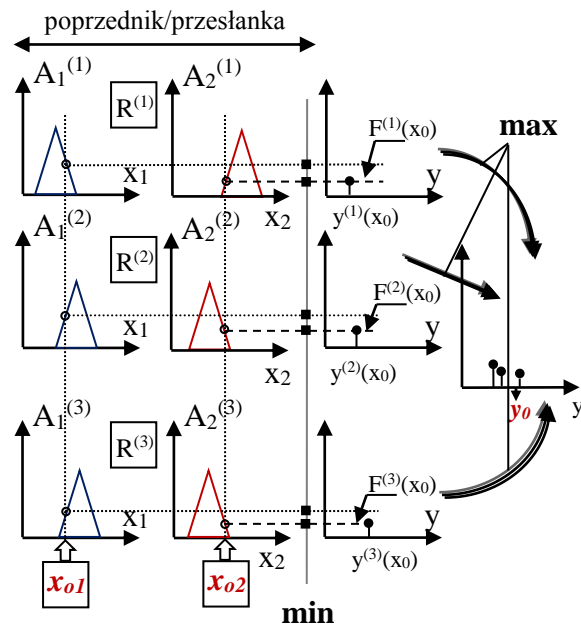 poprzednik/przesłanka
A₁⁽¹⁾ R⁽¹⁾ A₂⁽¹⁾
max
F⁽¹⁾(x₀)
x₁ x₂ y⁽¹⁾(x₀) y
A₁⁽²⁾ R⁽²⁾ A₂⁽²⁾
F⁽²⁾(x₀)
x₁ x₂ y⁽²⁾(x₀) y
y₀ y
A₁⁽³⁾ R⁽³⁾ A₂⁽³⁾
F⁽³⁾(x₀)
x₁ x₂ y⁽³⁾(x₀) y
xₒ₁ xₒ₂
min